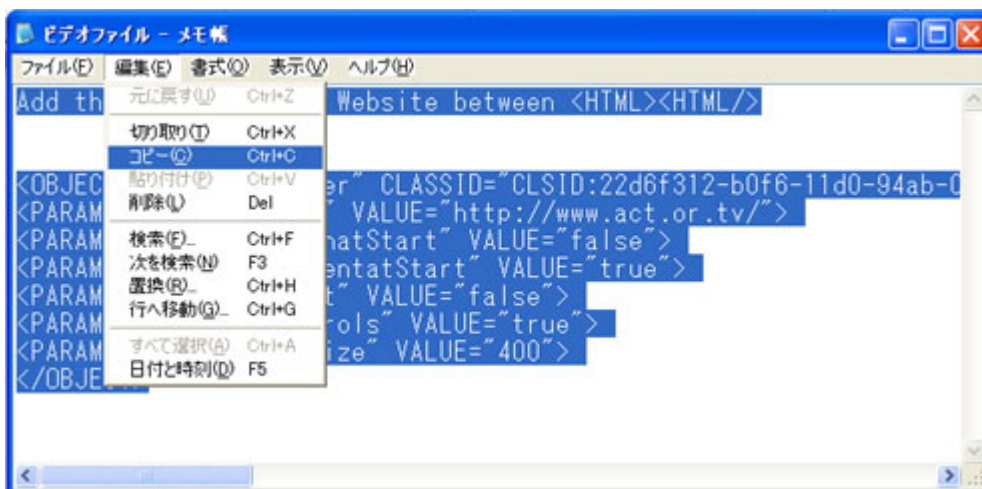 ビデオファイル - メモ帳
ファイル(F) 編集(E) 書式(O) 表示(V) ヘルプ(H)
元に戻す(U) Ctrl+Z
切り取り(T) Ctrl+X
コピー(C) Ctrl+C
貼り付け(P) Ctrl+V
削除(L) Del
検索(F)... Ctrl+F
次を検索(N) F3
置換(R)... Ctrl+H
行へ移動(G)... Ctrl+G
すべて選択(A) Ctrl+A
日付と時刻(D) F5
Add th Website between <HTML><HTML/>
<OBJEC er" CLASSID="CLSID:22d6f312-b0f6-11d0-94ab-0
<PARAM " VALUE="http://www.act.or.tv/">
<PARAM hatStart" VALUE="false">
<PARAM entatStart" VALUE="true">
<PARAM t" VALUE="false">
<PARAM rols" VALUE="true">
<PARAM ize" VALUE="400">
</OBJE